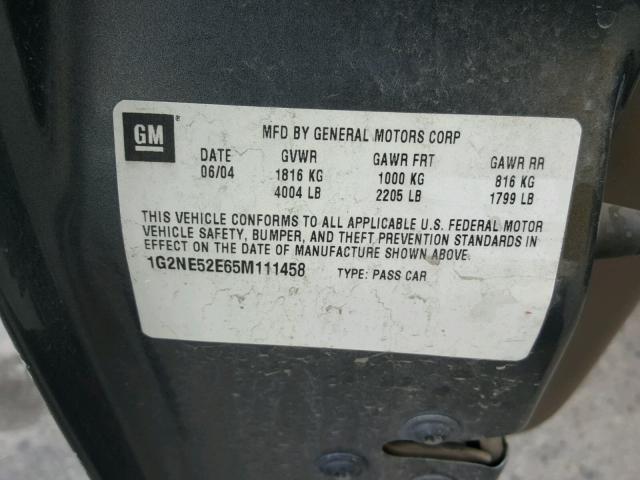 GM ®
MFD BY GENERAL MOTORS CORP
DATE GVWR GAWR FRT GAWR RR
06/04 1816 KG 1000 KG 816 KG
4004 LB 2205 LB 1799 LB
THIS VEHICLE CONFORMS TO ALL APPLICABLE U.S. FEDERAL MOTOR
VEHICLE SAFETY, BUMPER, AND THEFT PREVENTION STANDARDS IN
EFFECT ON THE DATE OF MANUFACTURE SHOWN ABOVE.
1G2NE52E65M111458 TYPE: PASS CAR